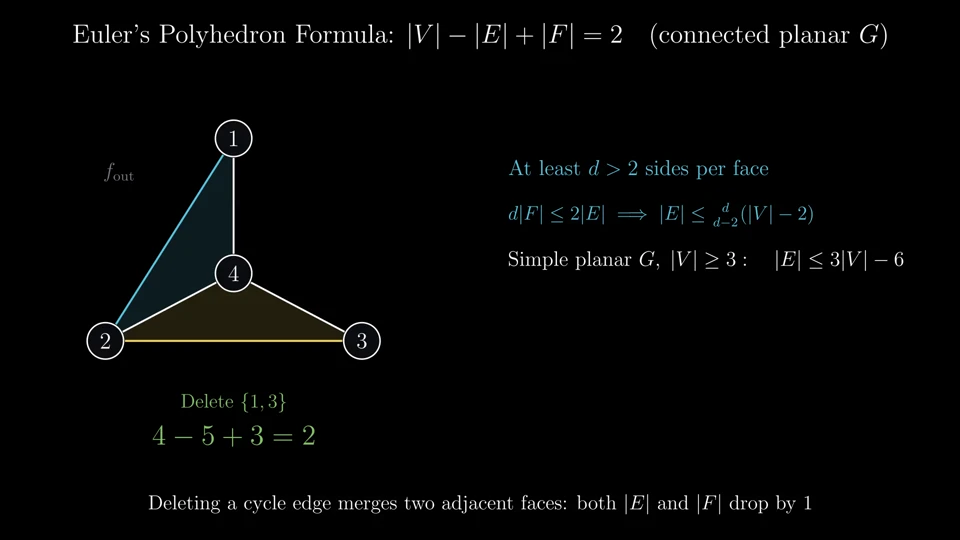 Euler's Polyhedron Formula: |V| − |E| + |F| = 2 (connected planar G)
1
f_out
At least d > 2 sides per face
d|F| ≤ 2|E| ⟹ |E| ≤ d/(d−2) (|V| − 2)
Simple planar G, |V| ≥ 3 : |E| ≤ 3|V| − 6
4
2
3
Delete {1, 3}
4 − 5 + 3 = 2
Deleting a cycle edge merges two adjacent faces: both |E| and |F| drop by 1